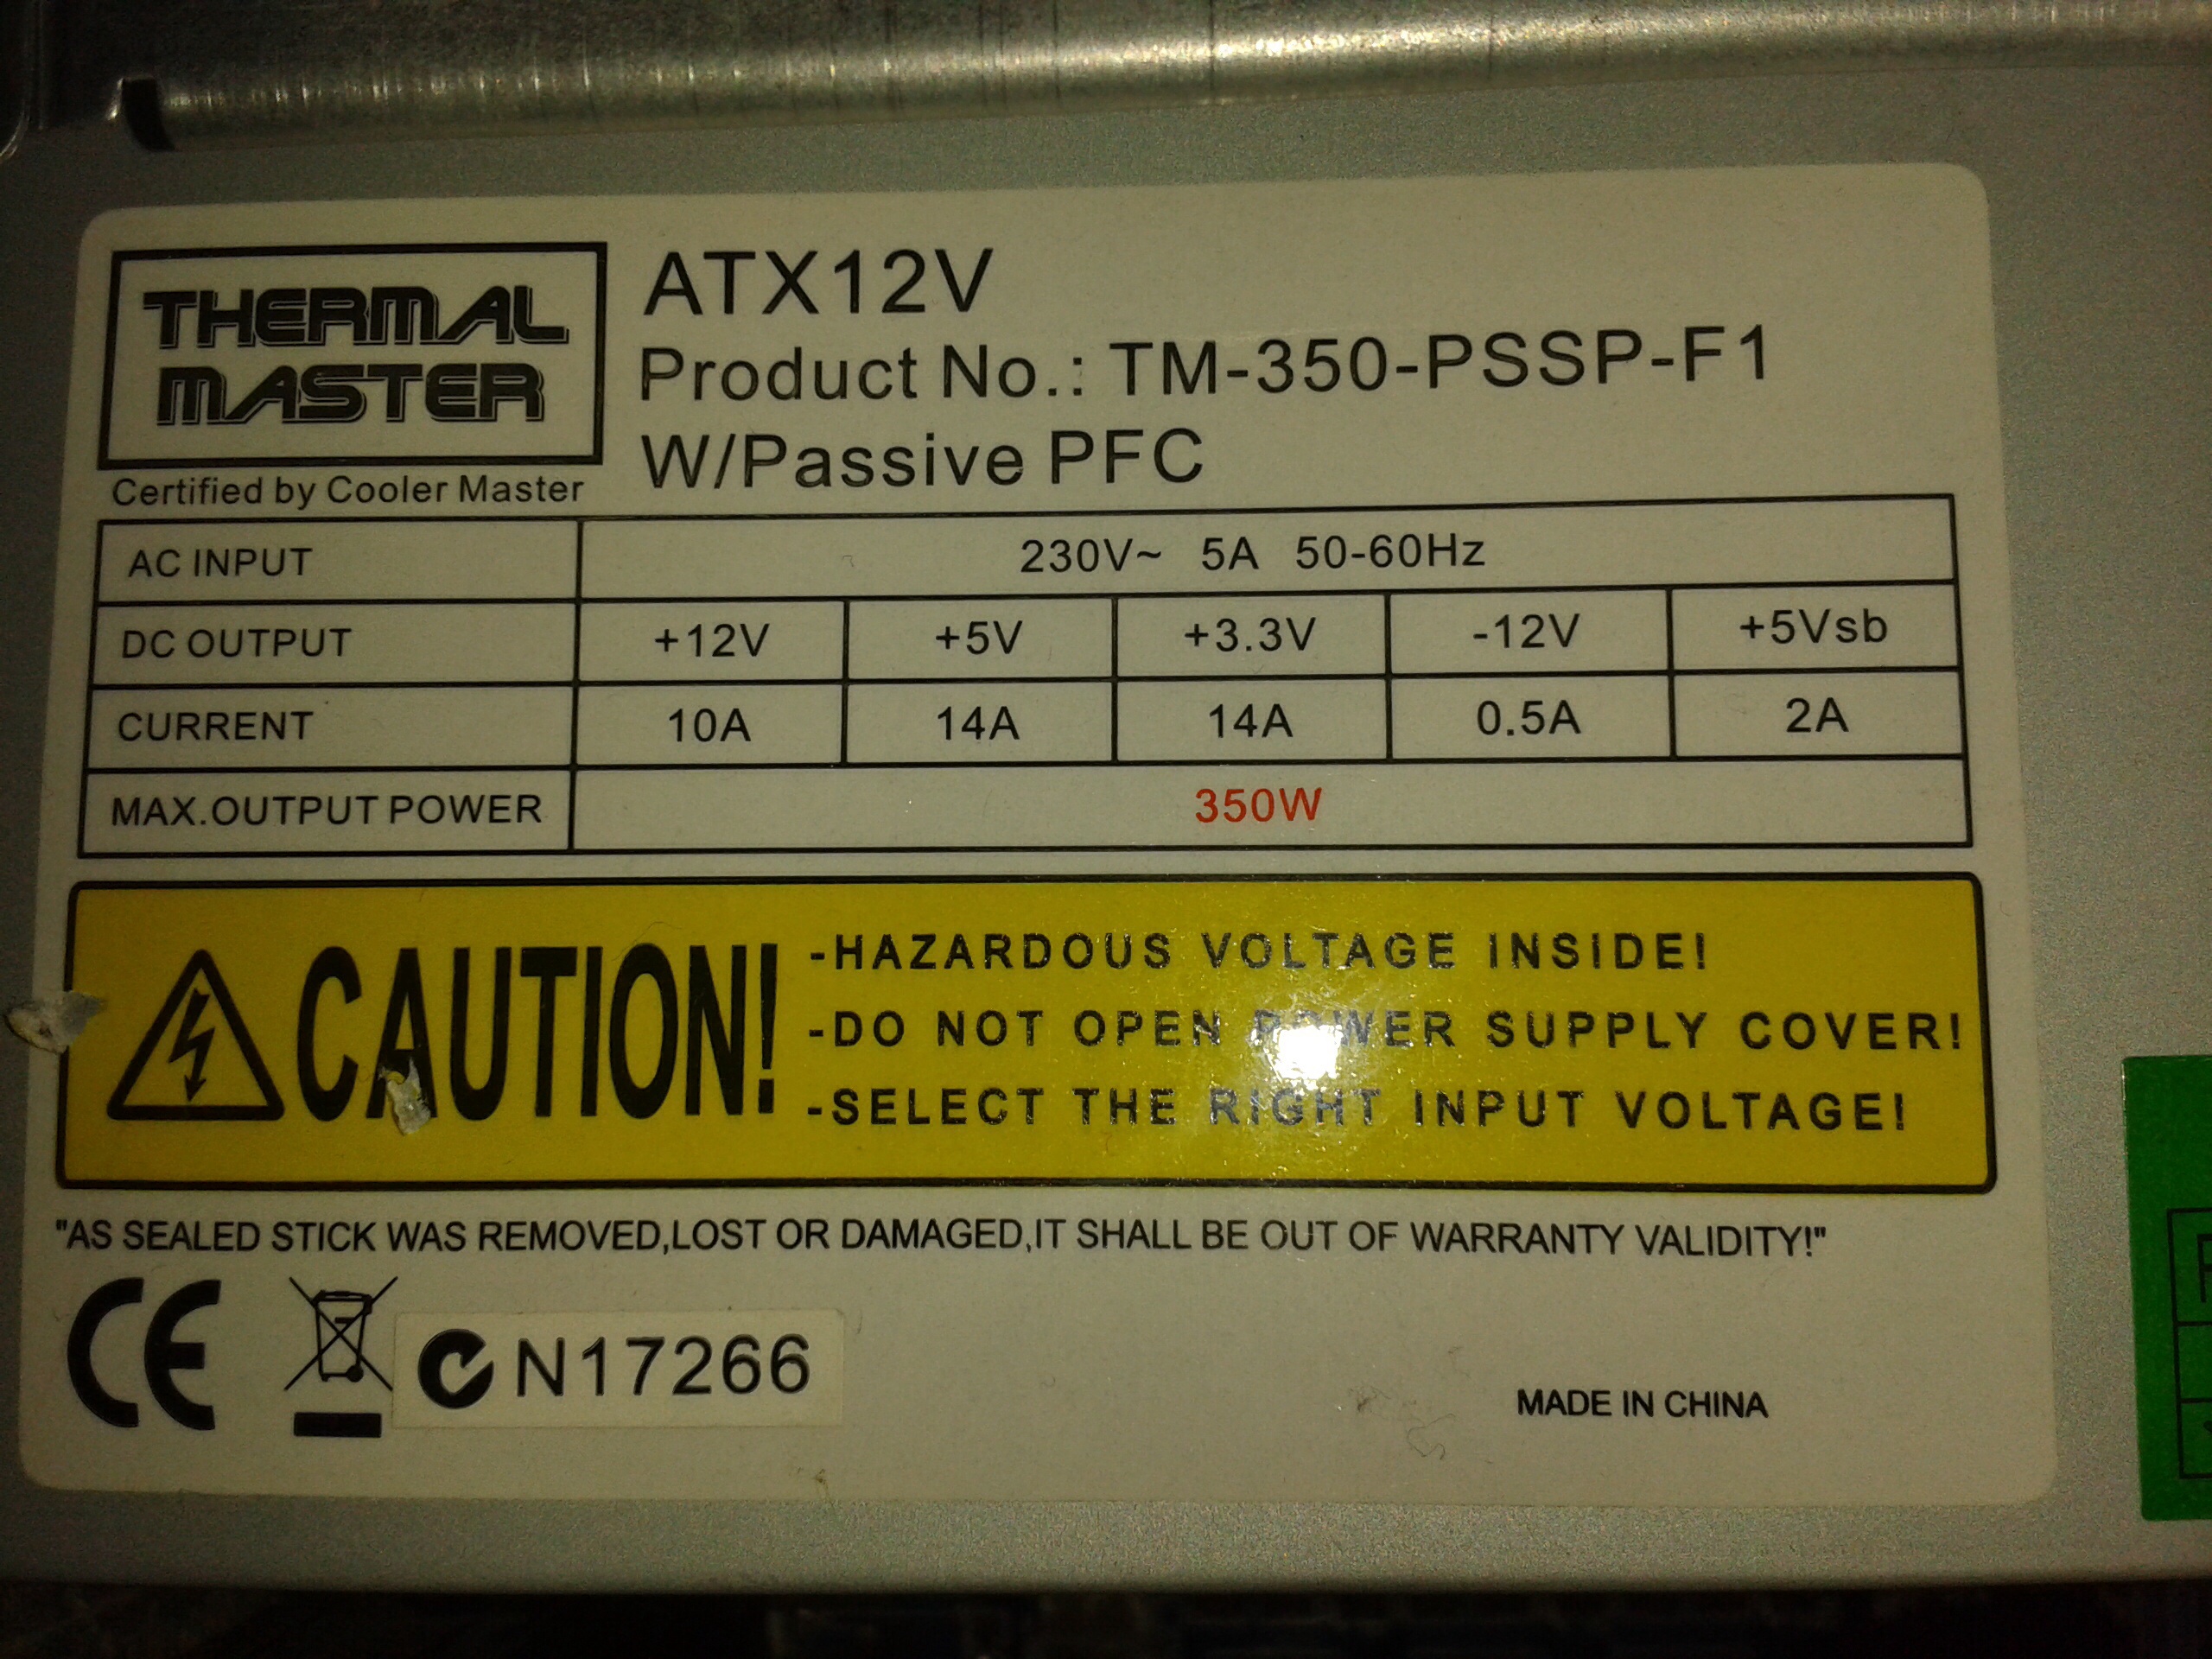 THERMAL
MASTER
Certified by Cooler Master
ATX12V
Product No.: TM-350-PSSP-F1
W/Passive PFC
AC INPUT 230V~ 5A 50-60Hz
DC OUTPUT +12V +5V +3.3V -12V +5Vsb
CURRENT 10A 14A 14A 0.5A 2A
MAX.OUTPUT POWER 350W
CAUTION!
-HAZARDOUS VOLTAGE INSIDE!
-DO NOT OPEN POWER SUPPLY COVER!
-SELECT THE RIGHT INPUT VOLTAGE!
"AS SEALED STICK WAS REMOVED,LOST OR DAMAGED,IT SHALL BE OUT OF WARRANTY VALIDITY!"
CE
N17266
MADE IN CHINA